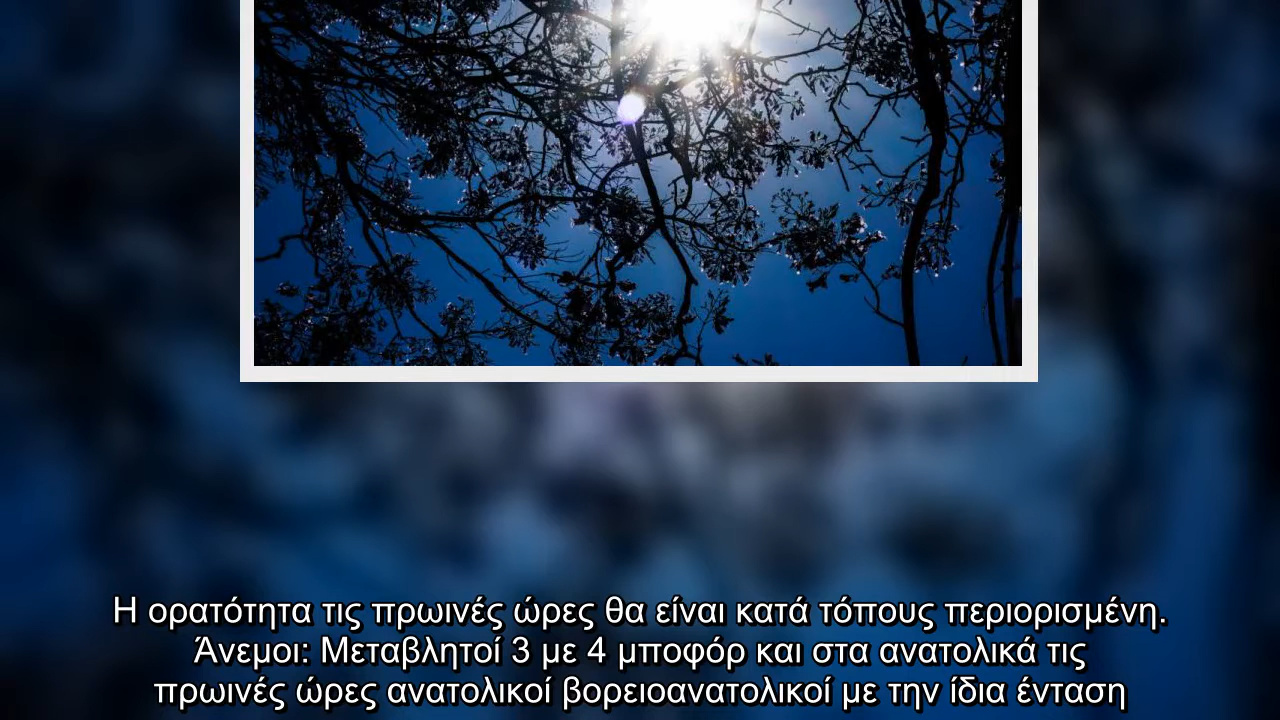 Η ορατότητα τις πρωινές ώρες θα είναι κατά τόπους περιορισμένη.
Άνεμοι: Μεταβλητοί 3 με 4 μποφόρ και στα ανατολικά τις
πρωινές ώρες ανατολικοί βορειοανατολικοί με την ίδια ένταση